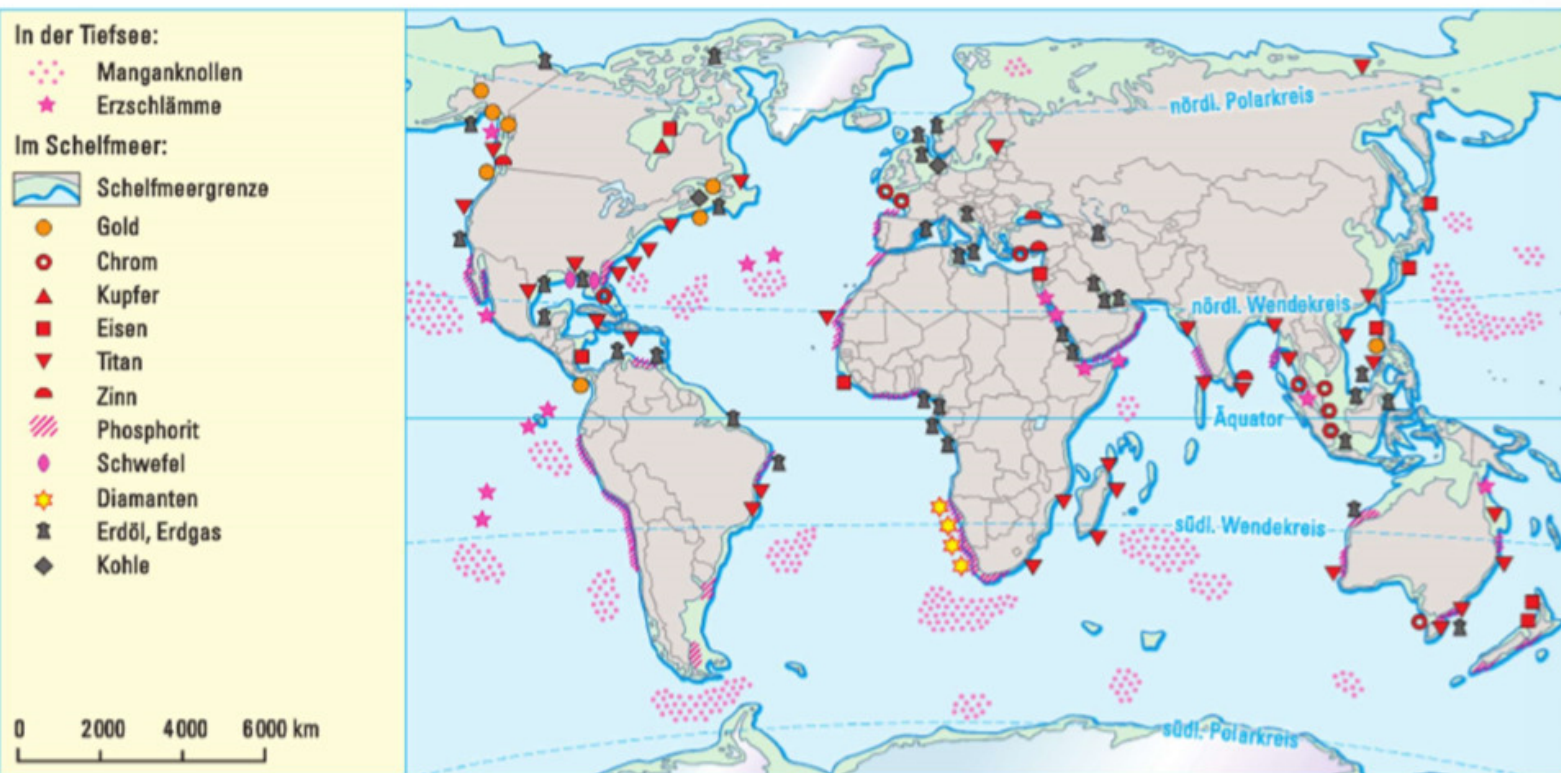 In der Tiefsee:
Manganknollen
Erzschlämme
Im Schelfmeer:
Schelfmeergrenze
Gold
Chrom
Kupfer
Eisen
Titan
Zinn
Phosphorit
Schwefel
Diamanten
Erdöl, Erdgas
Kohle
0 2000 4000 6000 km
nördl. Polarkreis
nördl. Wendekreis
Äquator
südl. Wendekreis
südl. Polarkreis